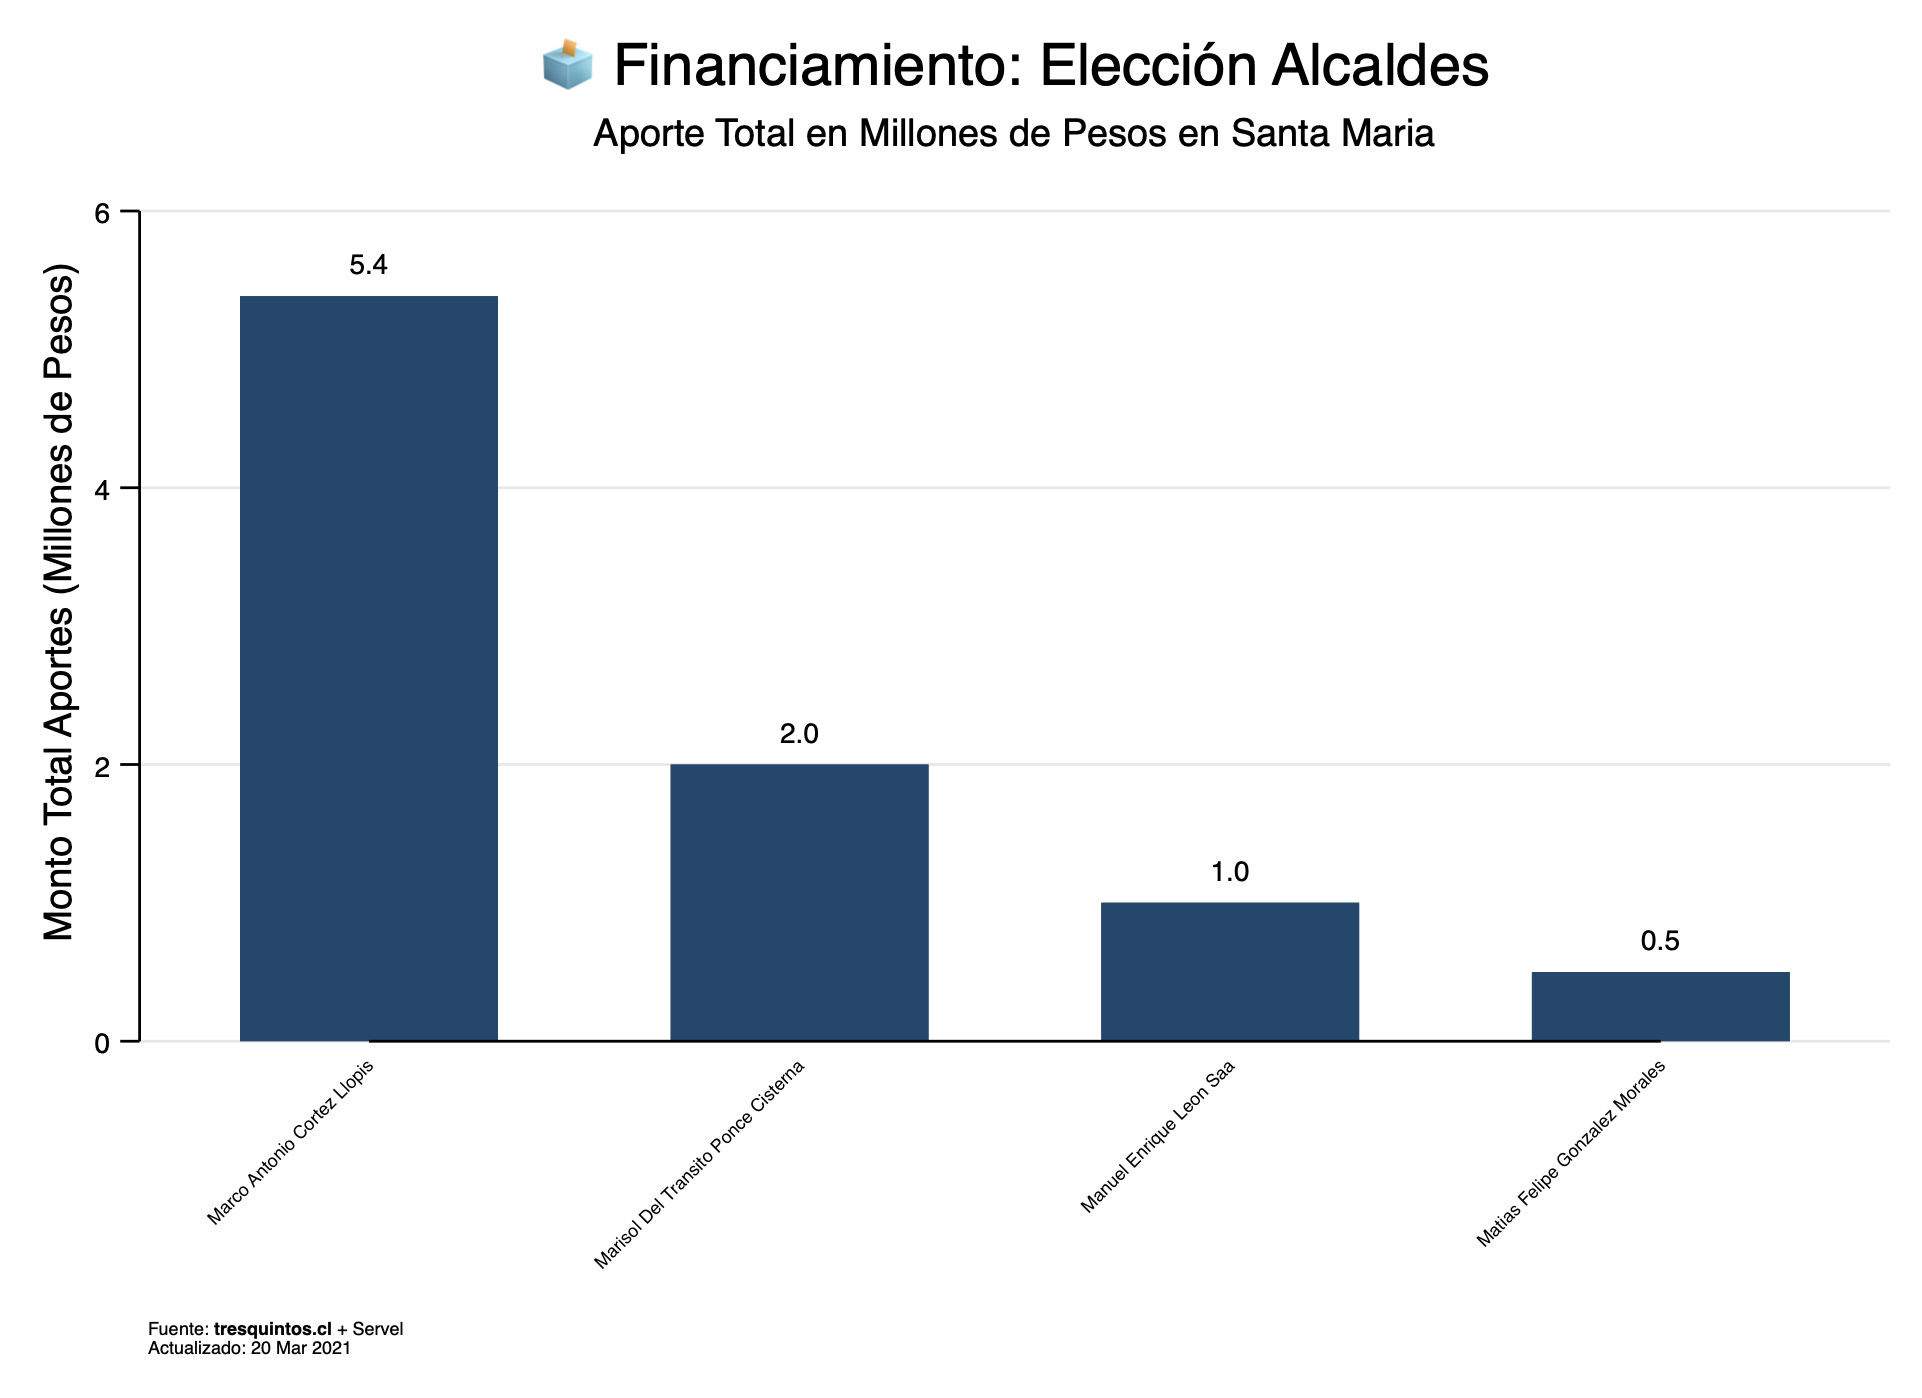 Financiamiento: Elección Alcaldes
Aporte Total en Millones de Pesos en Santa Maria
Monto Total Aportes (Millones de Pesos)
6
4
2
0
5.4
2.0
1.0
0.5
Marco Antonio Cortez Llopis
Marisol Del Transito Ponce Cisterna
Manuel Enrique Leon Saa
Matias Felipe Gonzalez Morales
Fuente: tresquintos.cl + Servel
Actualizado: 20 Mar 2021